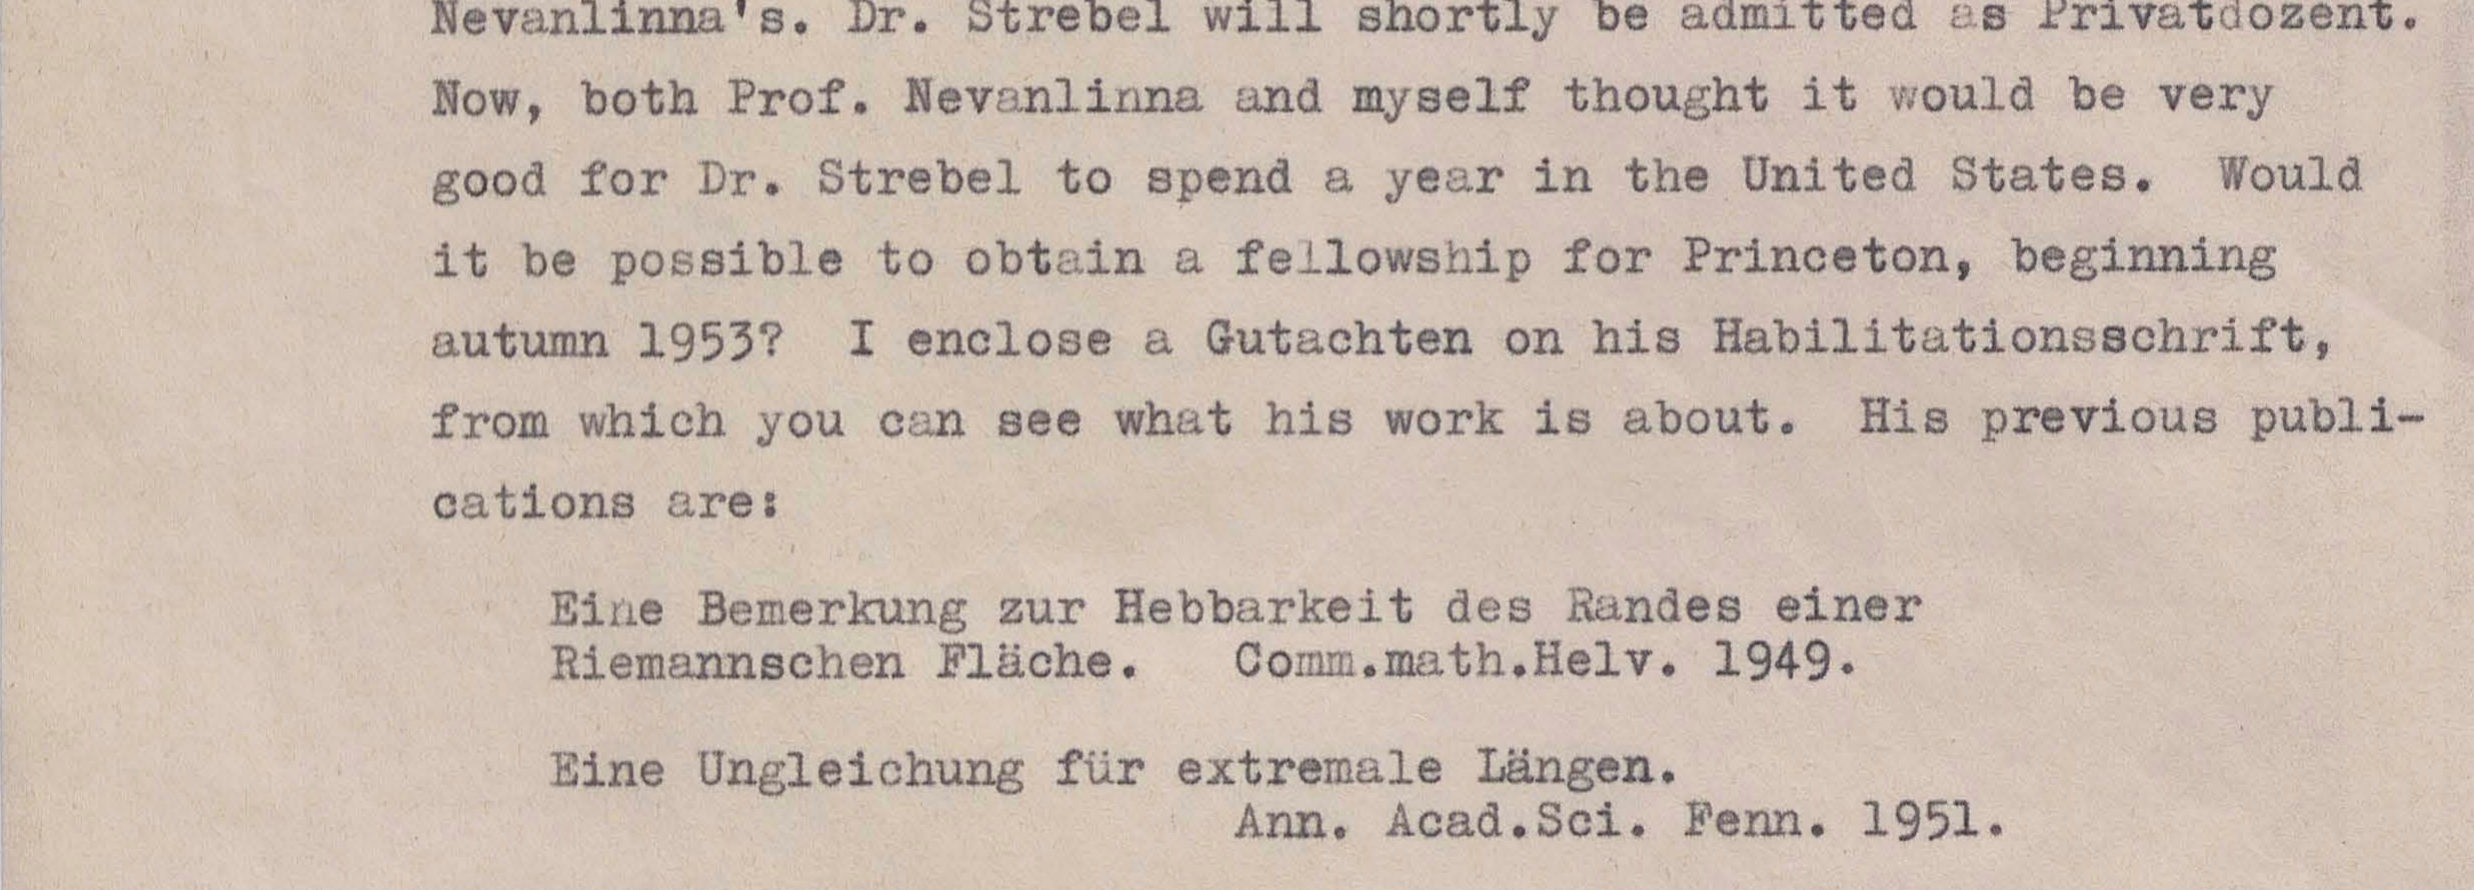 Nevanlinna's. Dr. Strebel will shortly be admitted as Privatdozent.
Now, both Prof. Nevanlinna and myself thought it would be very
good for Dr. Strebel to spend a year in the United States.  Would
it be possible to obtain a fellowship for Princeton, beginning
autumn 1953?  I enclose a Gutachten on his Habilitationsschrift,
from which you can see what his work is about.  His previous publi-
cations are:
Eine Bemerkung zur Hebbarkeit des Randes einer
Riemannschen Fläche.   Comm.math.Helv. 1949.
Eine Ungleichung für extremale Längen.
Ann. Acad.Sci. Fenn. 1951.